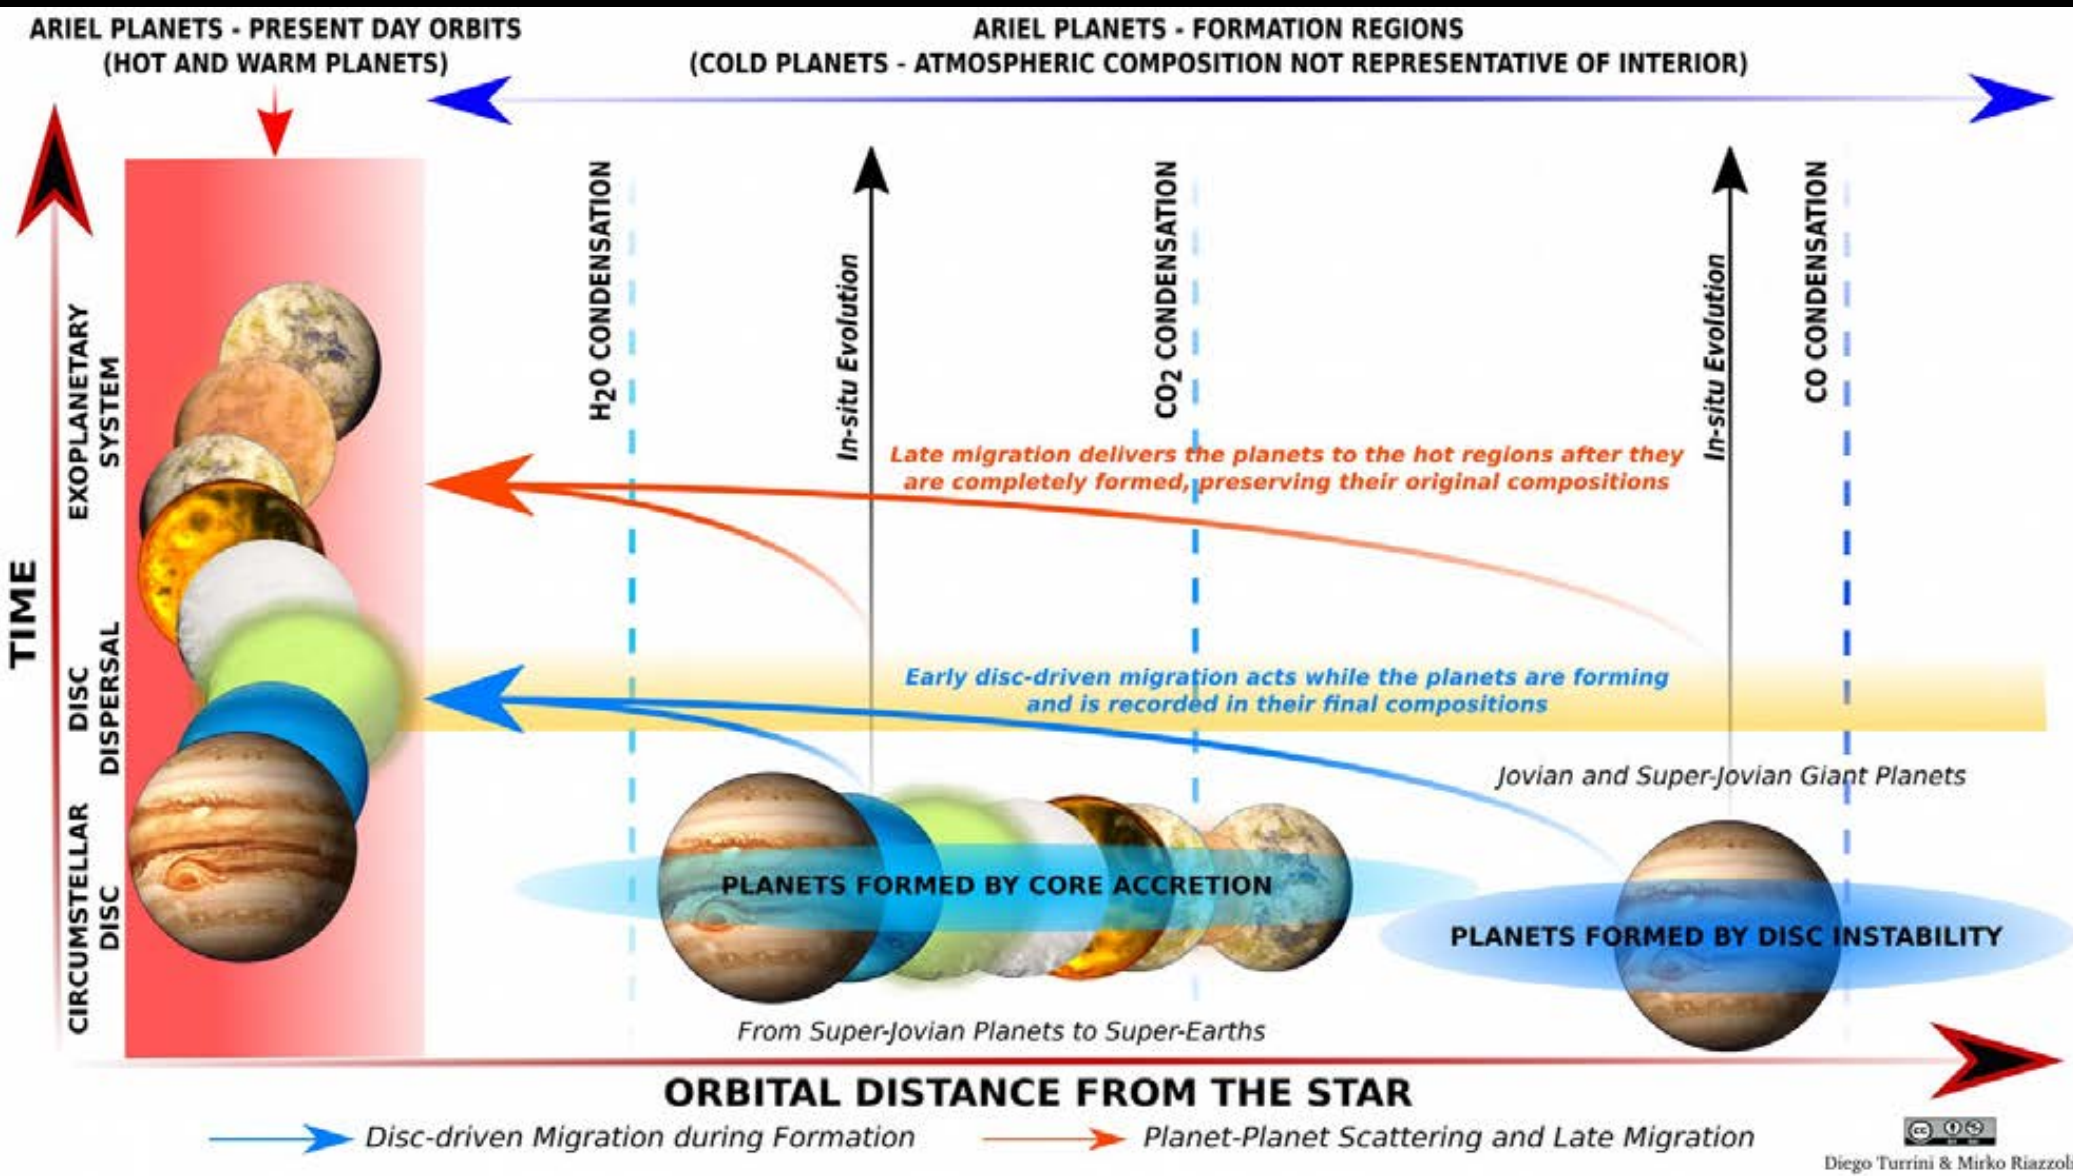 ARIEL PLANETS - PRESENT DAY ORBITS
(HOT AND WARM PLANETS)
ARIEL PLANETS - FORMATION REGIONS
(COLD PLANETS - ATMOSPHERIC COMPOSITION NOT REPRESENTATIVE OF INTERIOR)
TIME
EXOPLANETARY
SYSTEM
DISC
DISPERSAL
CIRCUMSTELLAR
DISC
H2O CONDENSATION
In-situ Evolution
CO2 CONDENSATION
In-situ Evolution
CO CONDENSATION
Late migration delivers the planets to the hot regions after they
are completely formed, preserving their original compositions
Early disc-driven migration acts while the planets are forming
and is recorded in their final compositions
Jovian and Super-Jovian Giant Planets
PLANETS FORMED BY CORE ACCRETION
PLANETS FORMED BY DISC INSTABILITY
From Super-Jovian Planets to Super-Earths
ORBITAL DISTANCE FROM THE STAR
Disc-driven Migration during Formation
Planet-Planet Scattering and Late Migration
cc
Diego Turrini & Mirko Riazzoli